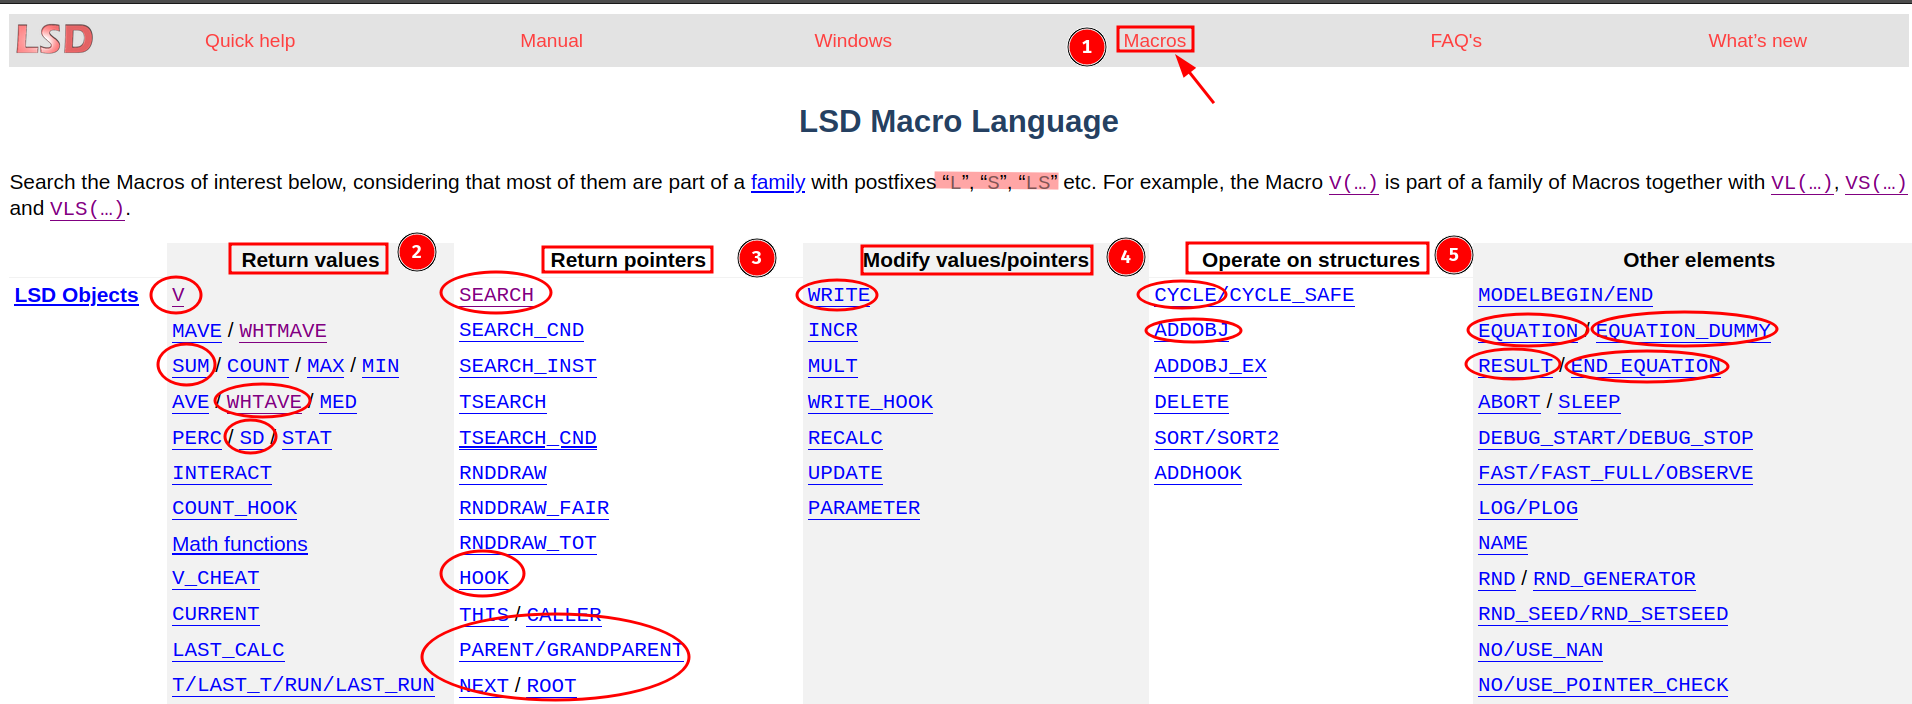 LSD Quick help Manual Windows 1 Macros FAQ's What's new
LSD Macro Language
Search the Macros of interest below, considering that most of them are part of a family with postfixes “L”, “S”, “LS” etc. For example, the Macro V(…) is part of a family of Macros together with VL(…), VS(…)
and VLS(…).
Return values 2 Return pointers 3 Modify values/pointers 4 Operate on structures 5 Other elements
LSD Objects V SEARCH WRITE CYCLE/CYCLE_SAFE MODELBEGIN/END
MAVE / WHTMAVE SEARCH_CND INCR ADDOBJ EQUATION / EQUATION_DUMMY
SUM / COUNT / MAX / MIN SEARCH_INST MULT ADDOBJ_EX RESULT / END_EQUATION
AVE / WHTAVE / MED TSEARCH WRITE_HOOK DELETE ABORT / SLEEP
PERC / SD / STAT TSEARCH_CND RECALC SORT/SORT2 DEBUG_START/DEBUG_STOP
INTERACT RNDDRAW UPDATE ADDHOOK FAST/FAST_FULL/OBSERVE
COUNT_HOOK RNDDRAW_FAIR PARAMETER LOG/PLOG
Math functions RNDDRAW_TOT NAME
V_CHEAT HOOK RND / RND_GENERATOR
CURRENT THIS / CALLER RND_SEED/RND_SETSEED
LAST_CALC PARENT/GRANDPARENT NO/USE_NAN
T/LAST_T/RUN/LAST_RUN NEXT / ROOT NO/USE_POINTER_CHECK